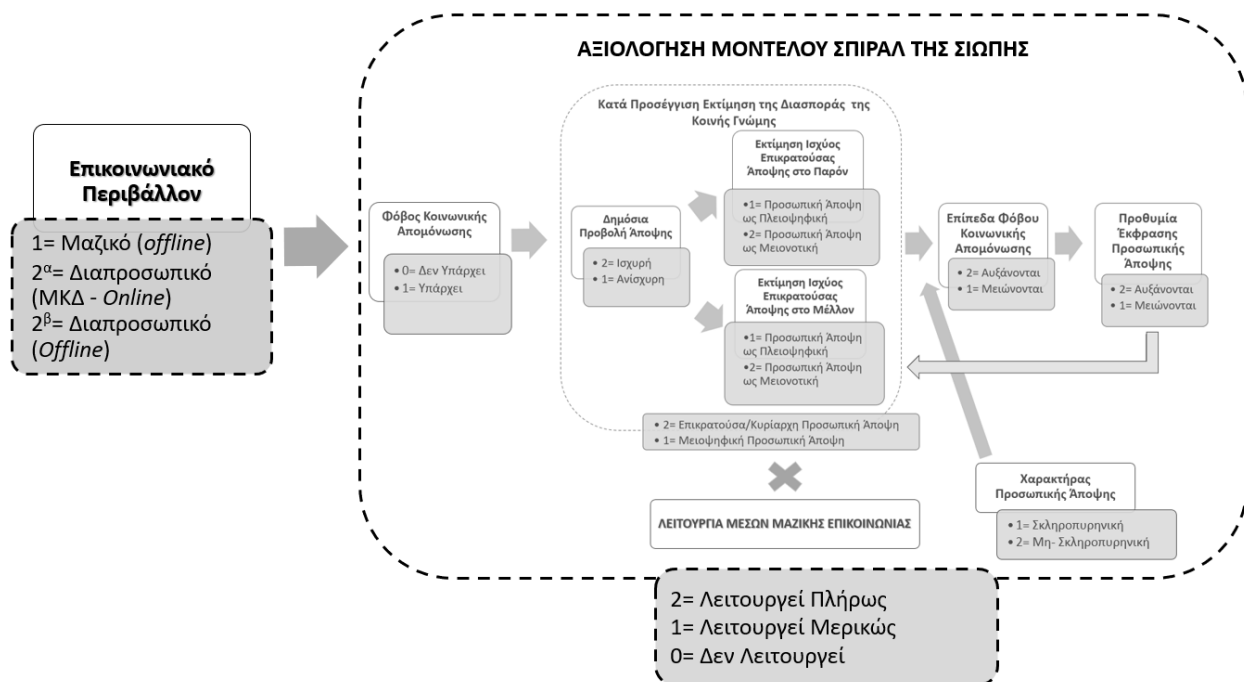 ΑΞΙΟΛΟΓΗΣΗ ΜΟΝΤΕΛΟΥ ΣΠΙΡΑΛ ΤΗΣ ΣΙΩΠΗΣ
Επικοινωνιακό
Περιβάλλον
1= Μαζικό (offline)
2α= Διαπροσωπικό
(ΜΚΔ - Online)
2β= Διαπροσωπικό
(Offline)
Φόβος Κοινωνικής
Απομόνωσης
• 0= Δεν Υπάρχει
• 1= Υπάρχει
Κατά Προσέγγιση Εκτίμηση της Διασποράς της
Κοινής Γνώμης
Δημόσια
Προβολή Άποψης
• 2= Ισχυρή
• 1= Ανίσχυρη
Εκτίμηση Ισχύος
Επικρατούσας
Άποψης στο Παρόν
•1= Προσωπική Άποψη
ως Πλειοψηφική
•2= Προσωπική Άποψη
ως Μειονοτική
Εκτίμηση Ισχύος
Επικρατούσας
Άποψης στο Μέλλον
•1= Προσωπική Άποψη
ως Πλειοψηφική
•2= Προσωπική Άποψη
ως Μειονοτική
• 2= Επικρατούσα/Κυρίαρχη Προσωπική Άποψη
• 1= Μειοψηφική Προσωπική Άποψη
ΛΕΙΤΟΥΡΓΙΑ ΜΕΣΩΝ ΜΑΖΙΚΗΣ ΕΠΙΚΟΙΝΩΝΙΑΣ
Επίπεδα Φόβου
Κοινωνικής
Απομόνωσης
• 2= Αυξάνονται
• 1= Μειώνονται
Προθυμία
Έκφρασης
Προσωπικής
Άποψης
• 2= Αυξάνονται
• 1= Μειώνονται
Χαρακτήρας
Προσωπικής Άποψης
• 1= Σκληροπυρηνική
• 2= Μη- Σκληροπυρηνική
2= Λειτουργεί Πλήρως
1= Λειτουργεί Μερικώς
0= Δεν Λειτουργεί